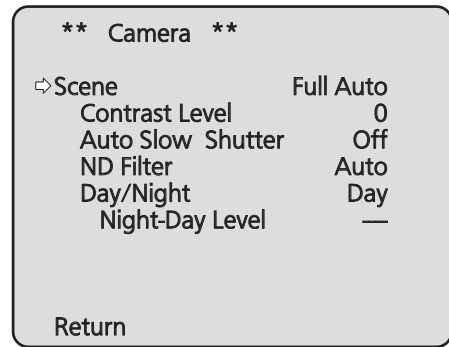 ** Camera **
⇨Scene Full Auto
Contrast Level 0
Auto Slow Shutter Off
ND Filter Auto
Day/Night Day
Night-Day Level —
Return